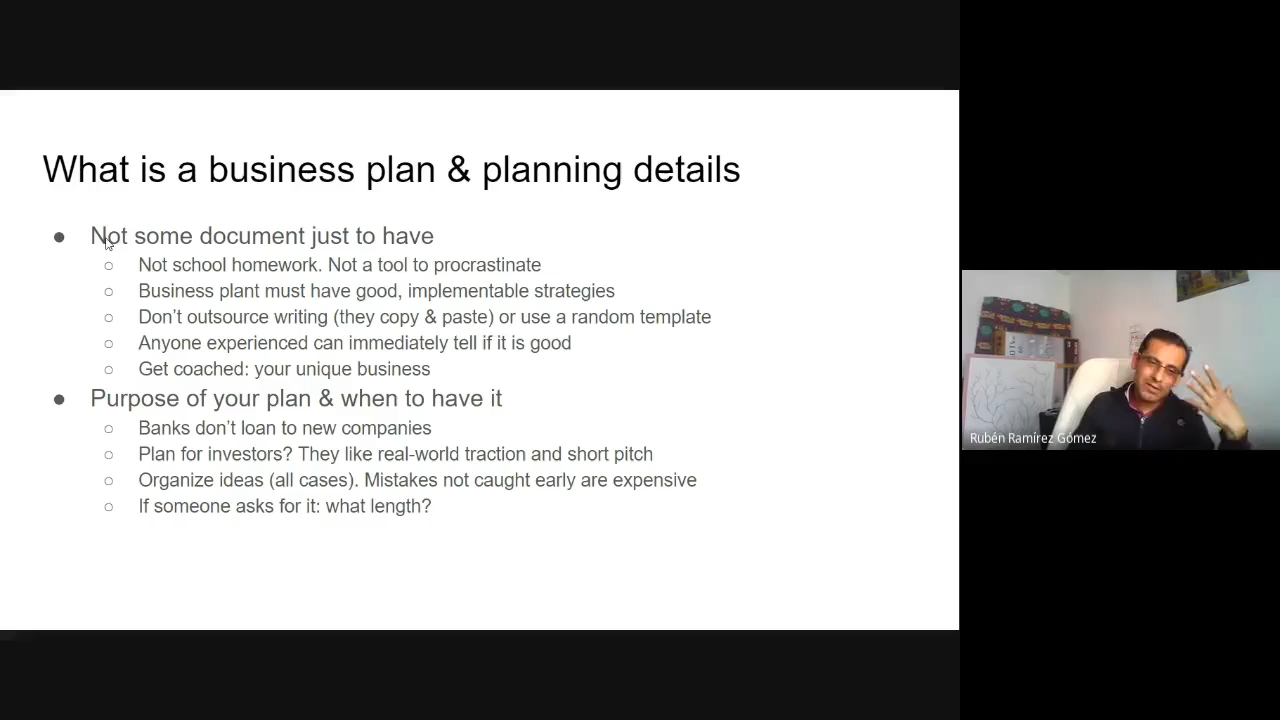 What is a business plan & planning details
● Not some document just to have
○ Not school homework. Not a tool to procrastinate
○ Business plant must have good, implementable strategies
○ Don’t outsource writing (they copy & paste) or use a random template
○ Anyone experienced can immediately tell if it is good
○ Get coached: your unique business
● Purpose of your plan & when to have it
○ Banks don’t loan to new companies
○ Plan for investors? They like real-world traction and short pitch
○ Organize ideas (all cases). Mistakes not caught early are expensive
○ If someone asks for it: what length?
Rubén Ramírez Gómez